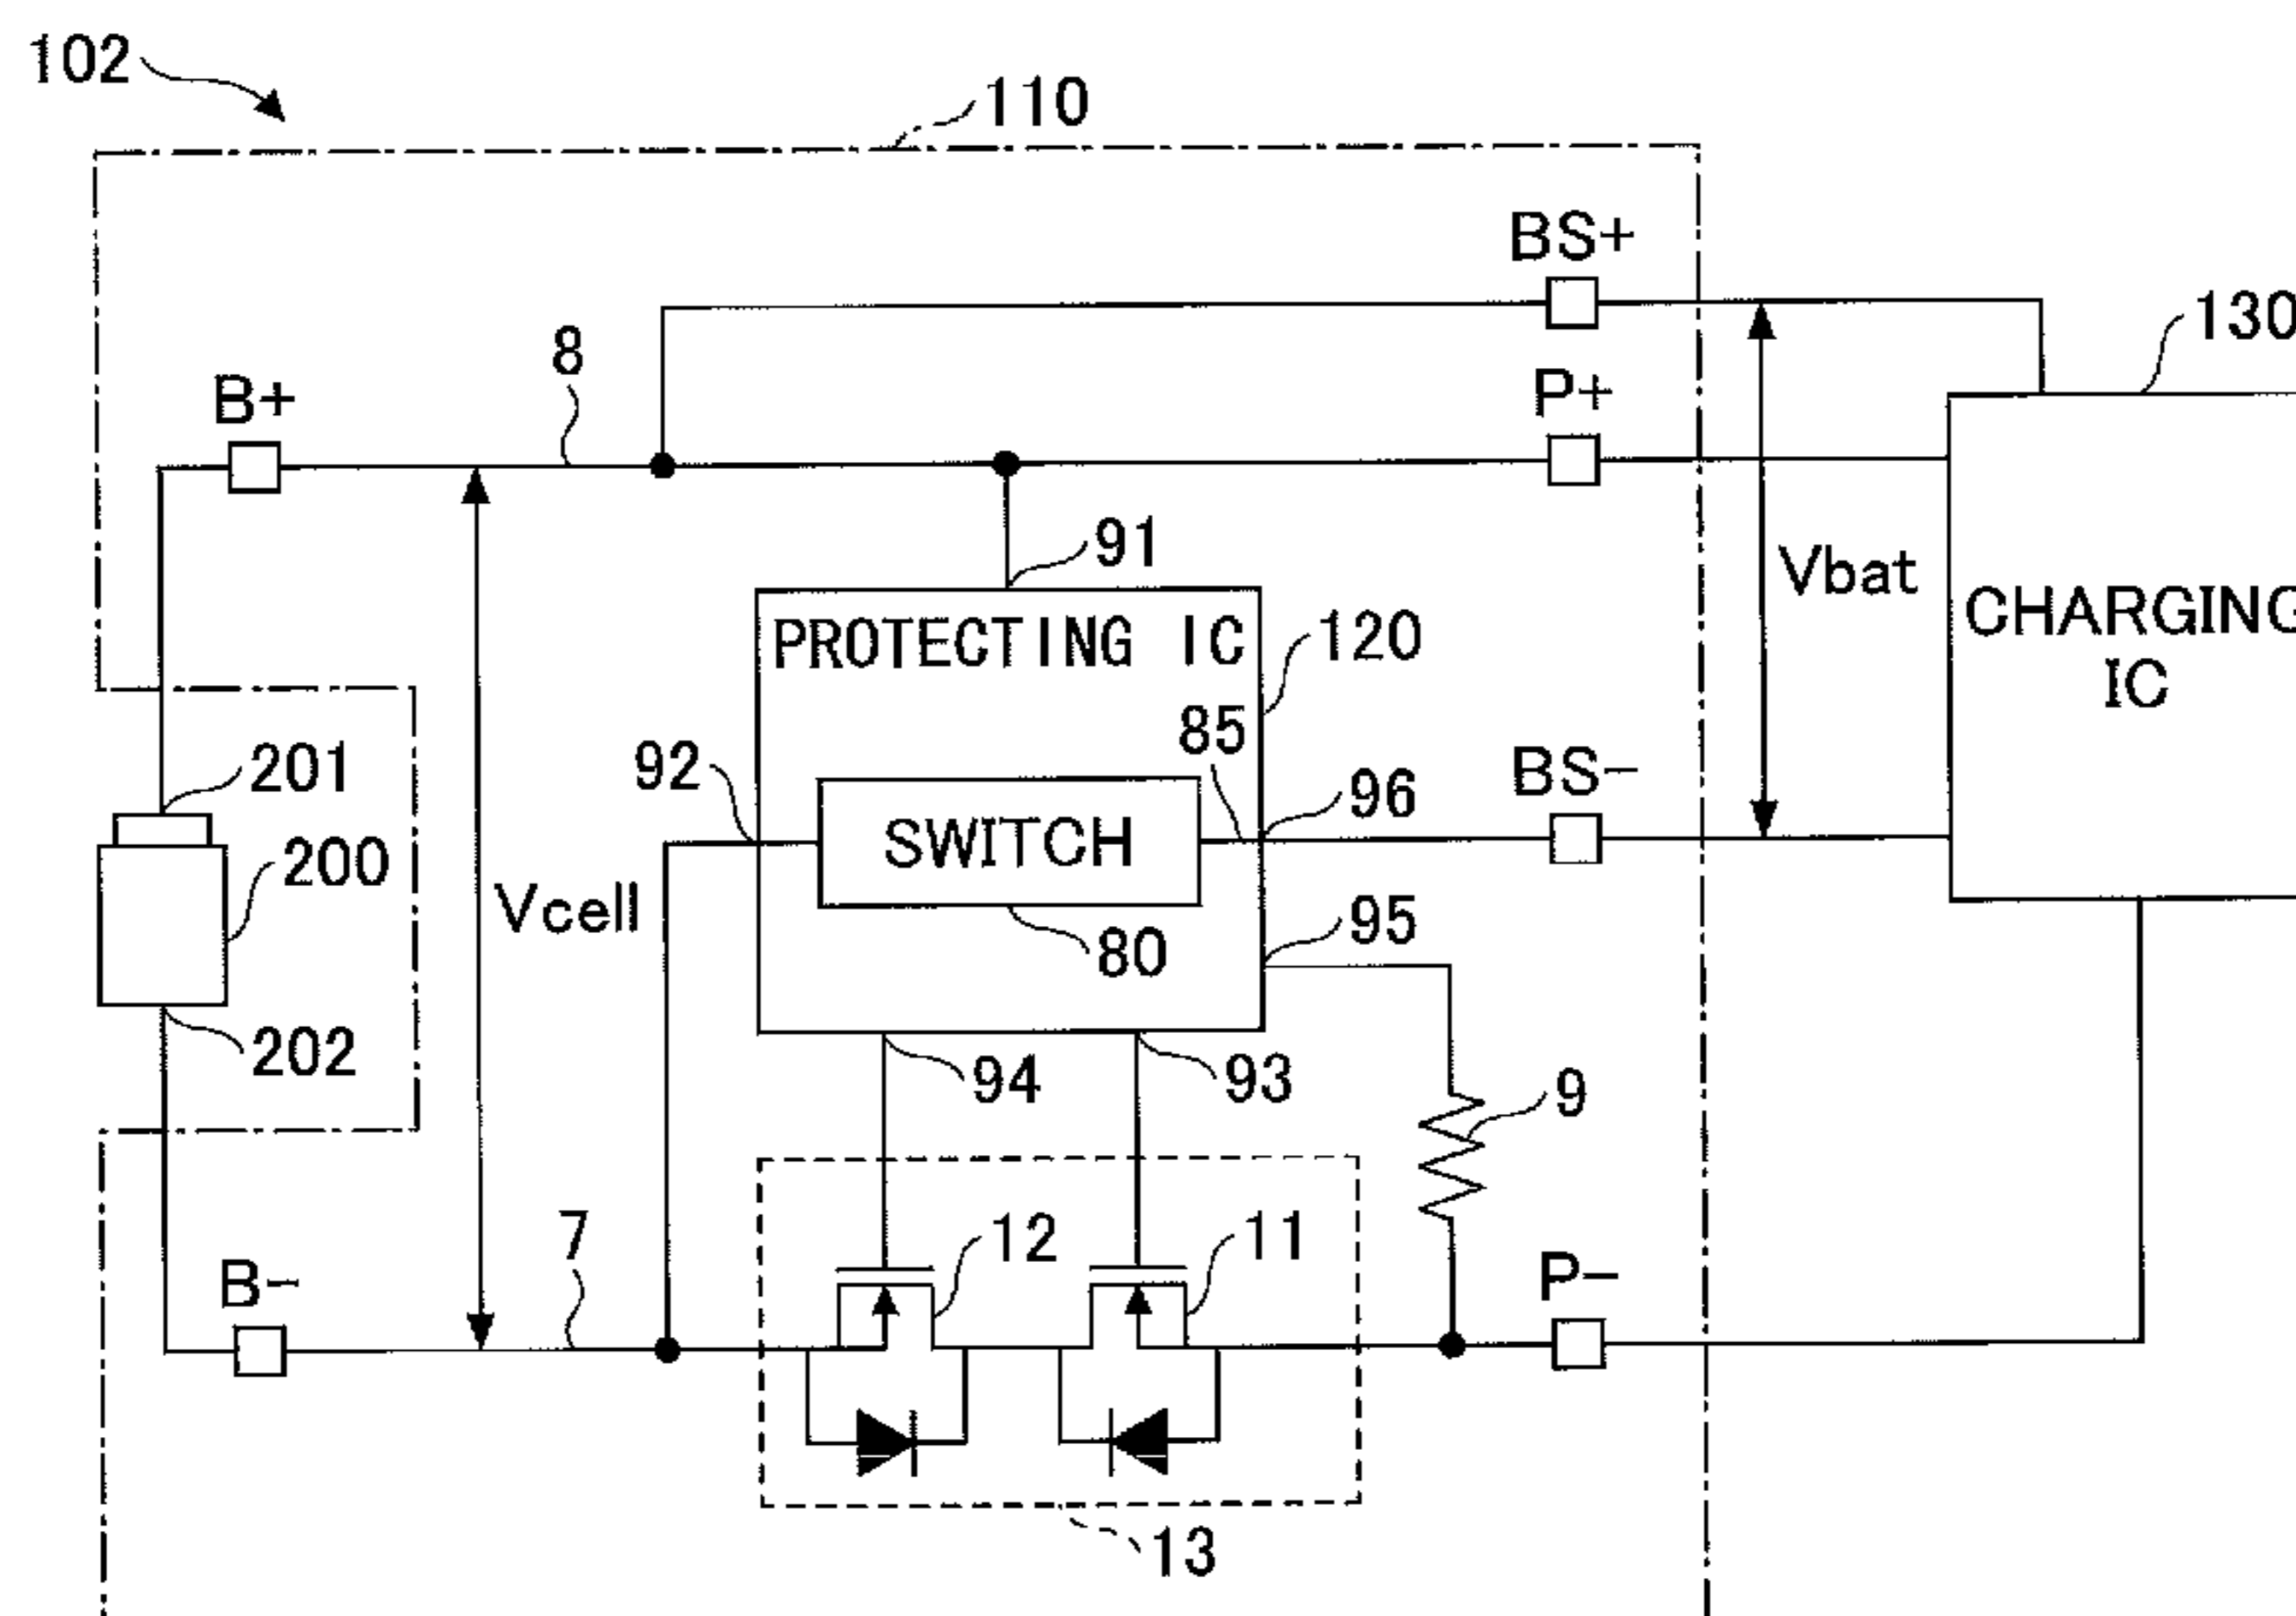 102
110
BS+
130
8
P+
B+
91
Vbat
PROTECTING IC
120
CHARGING
IC
85
92
201
96
BS-
SWITCH
200
Vcell
95
80
202
94
93
9
7
12
11
B-
P-
13